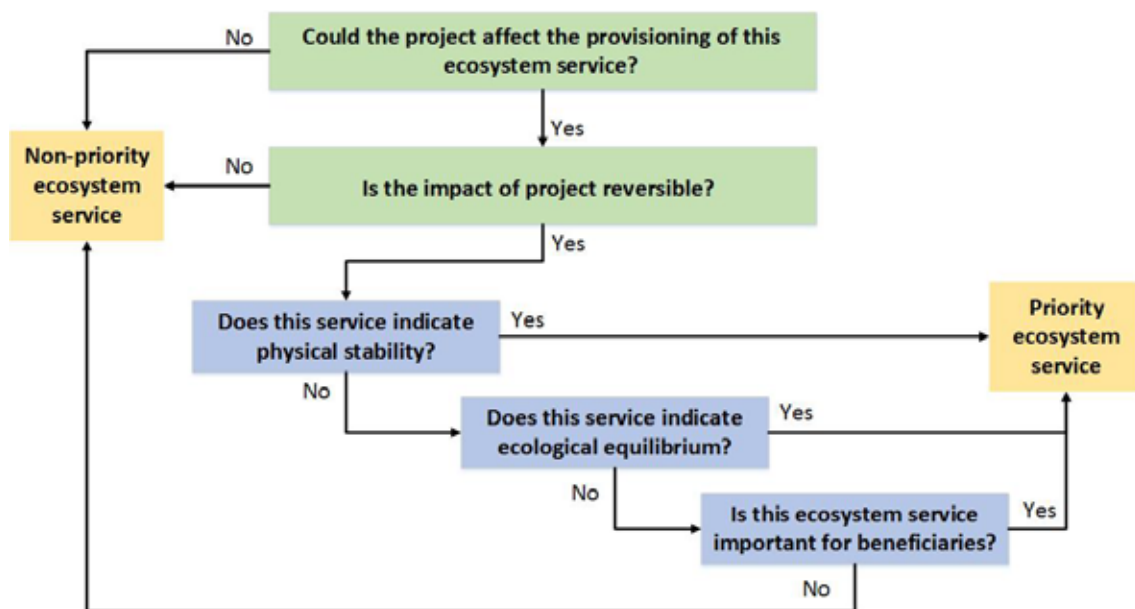 No
Could the project affect the provisioning of this
ecosystem service?
Yes
Non-priority
ecosystem
service
No
Is the impact of project reversible?
Yes
Does this service indicate
physical stability?
Yes
Priority
ecosystem
service
No
Does this service indicate
ecological equilibrium?
Yes
No
Is this ecosystem service
important for beneficiaries?
Yes
No